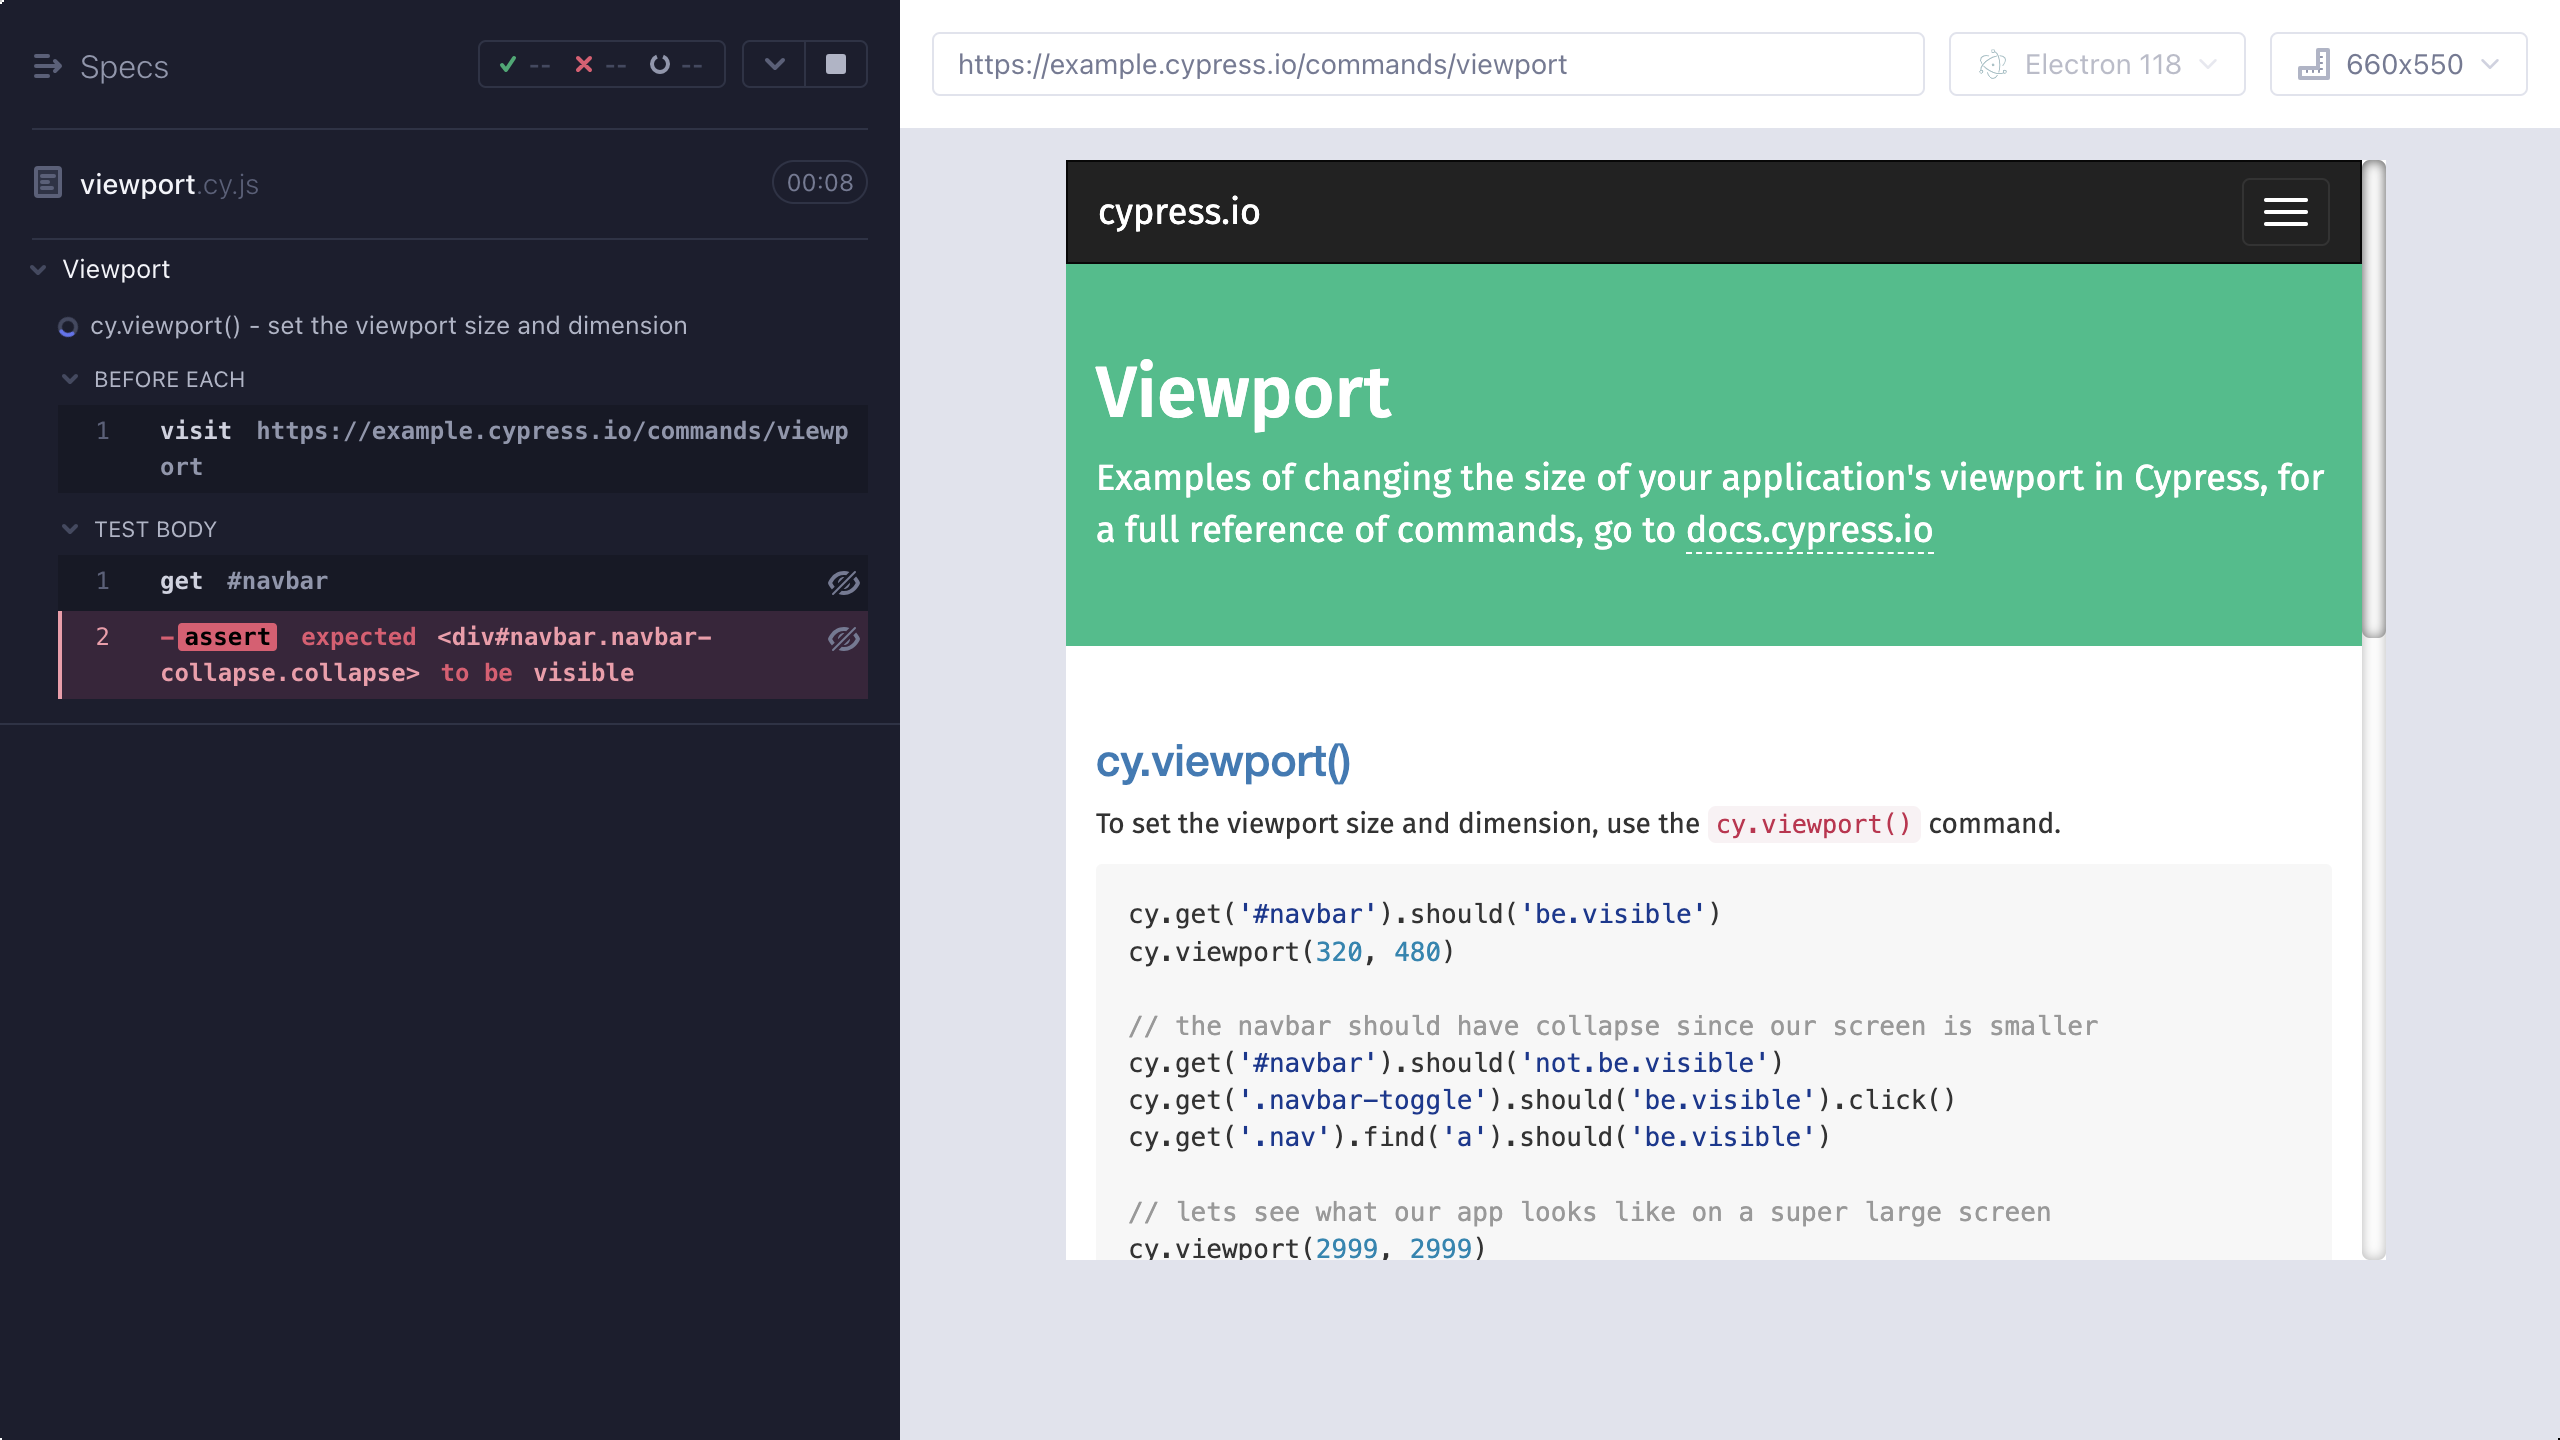 Specs
-- -- --
viewport.cy.js
00:08
Viewport
cy.viewport() - set the viewport size and dimension
BEFORE EACH
1 visit https://example.cypress.io/commands/viewp
ort
TEST BODY
1 get #navbar
2 -assert expected <div#navbar.navbar-
collapse.collapse> to be visible
https://example.cypress.io/commands/viewport
Electron 118
660x550
cypress.io
Viewport
Examples of changing the size of your application's viewport in Cypress, for
a full reference of commands, go to docs.cypress.io
cy.viewport()
To set the viewport size and dimension, use the cy.viewport() command.
cy.get('#navbar').should('be.visible')
cy.viewport(320, 480)
// the navbar should have collapse since our screen is smaller
cy.get('#navbar').should('not.be.visible')
cy.get('.navbar-toggle').should('be.visible').click()
cy.get('.nav').find('a').should('be.visible')
// lets see what our app looks like on a super large screen
cy.viewport(2999, 2999)